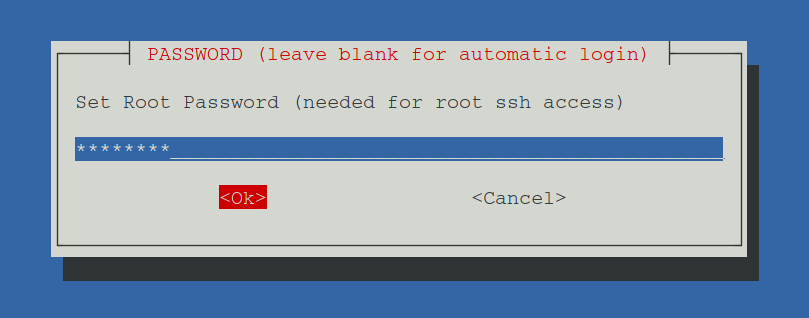 PASSWORD (leave blank for automatic login)
Set Root Password (needed for root ssh access)
********
<Ok> <Cancel>